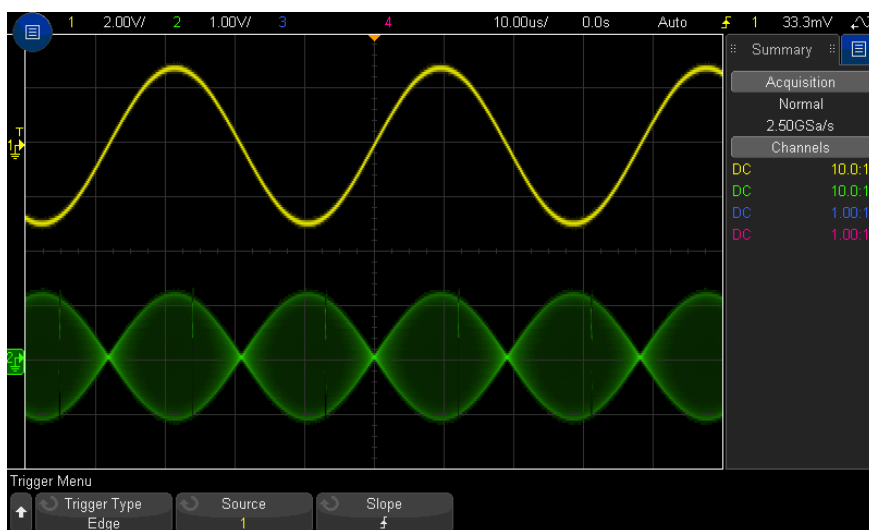 1 2.00V/ 2 1.00V/ 3 4 10.00us/ 0.0s Auto 1 33.3mV
Summary
Acquisition
Normal
2.50GSa/s
Channels
DC 10.0:1
DC 10.0:1
DC 1.00:1
DC 1.00:1
T
1
2
Trigger Menu
Trigger Type
Edge
Source
1
Slope